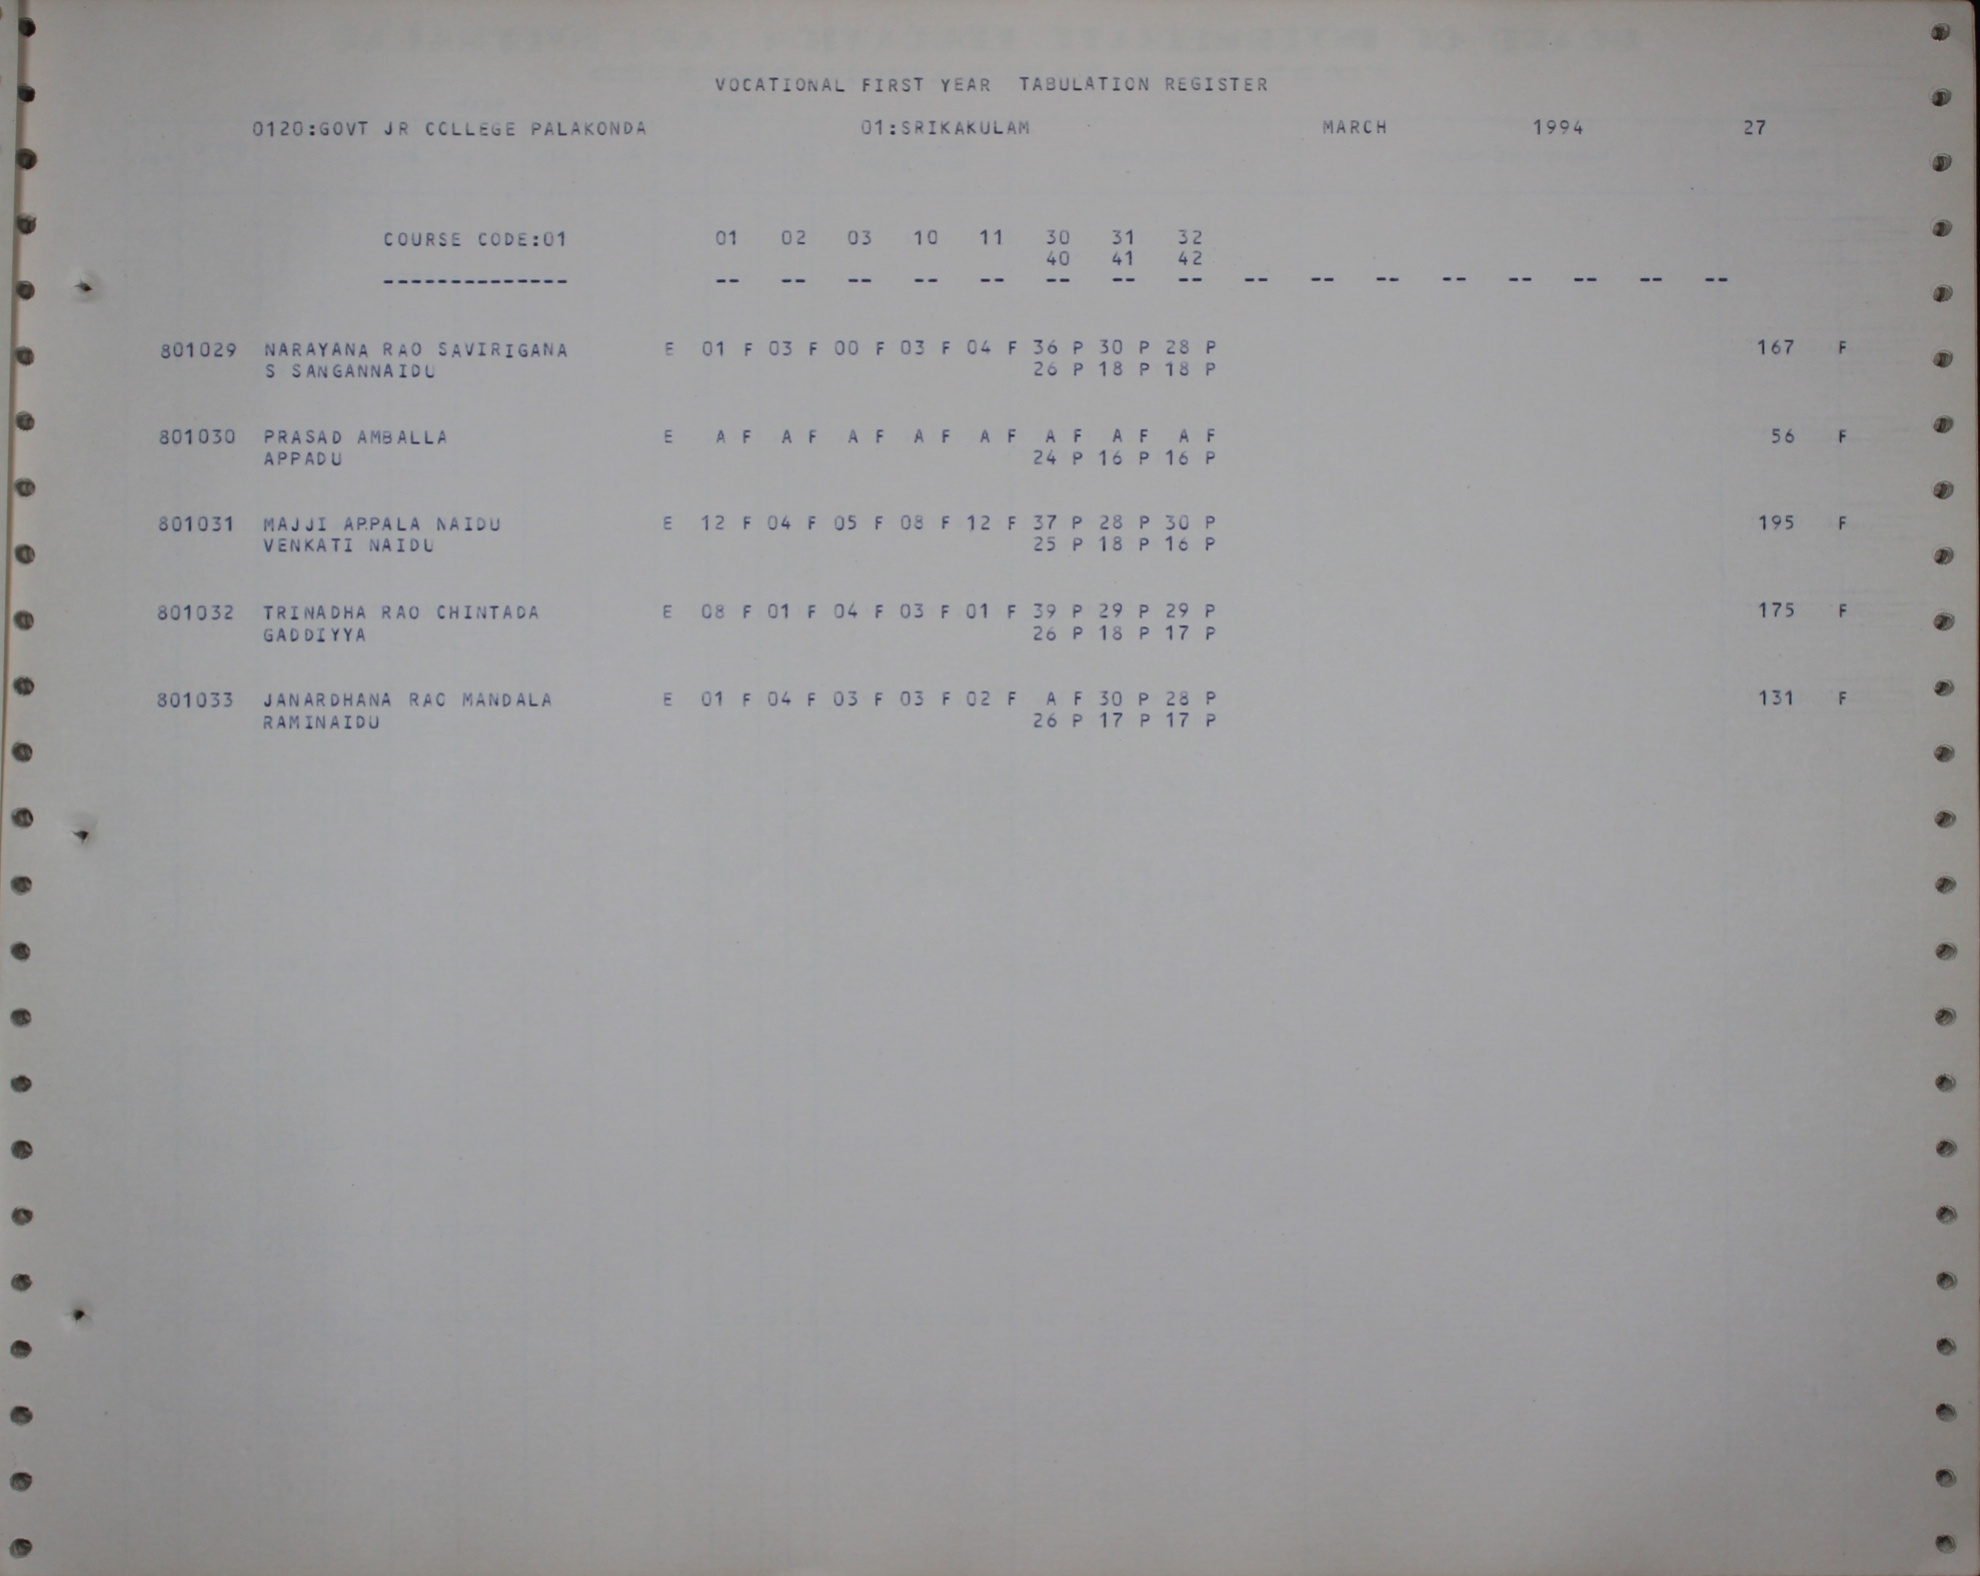 VOCATIONAL FIRST YEAR TABULATION REGISTER
0120:GOVT JR COLLEGE PALAKONDA 01:SRIKAKULAM MARCH 1994 27
COURSE CODE:01 01 02 03 10 11 30 31 32
40 41 42
-------------- -- -- -- -- -- -- -- -- -- -- -- -- -- -- -- --
801029 NARAYANA RAO SAVIRIGANA E 01 F 03 F 00 F 03 F 04 F 36 P 30 P 28 P 167 F
S SANGANNAIDU 26 P 18 P 18 P
801030 PRASAD AMBALLA E A F A F A F A F A F A F A F A F 56 F
APPADU 24 P 16 P 16 P
801031 MAJJI APPALA NAIDU E 12 F 04 F 05 F 08 F 12 F 37 P 28 P 30 P 195 F
VENKATI NAIDU 25 P 18 P 16 P
801032 TRINADHA RAO CHINTADA E 08 F 01 F 04 F 03 F 01 F 39 P 29 P 29 P 175 F
GADDIYYA 26 P 18 P 17 P
801033 JANARDHANA RAO MANDALA E 01 F 04 F 03 F 03 F 02 F A F 30 P 28 P 131 F
RAMINAIDU 26 P 17 P 17 P